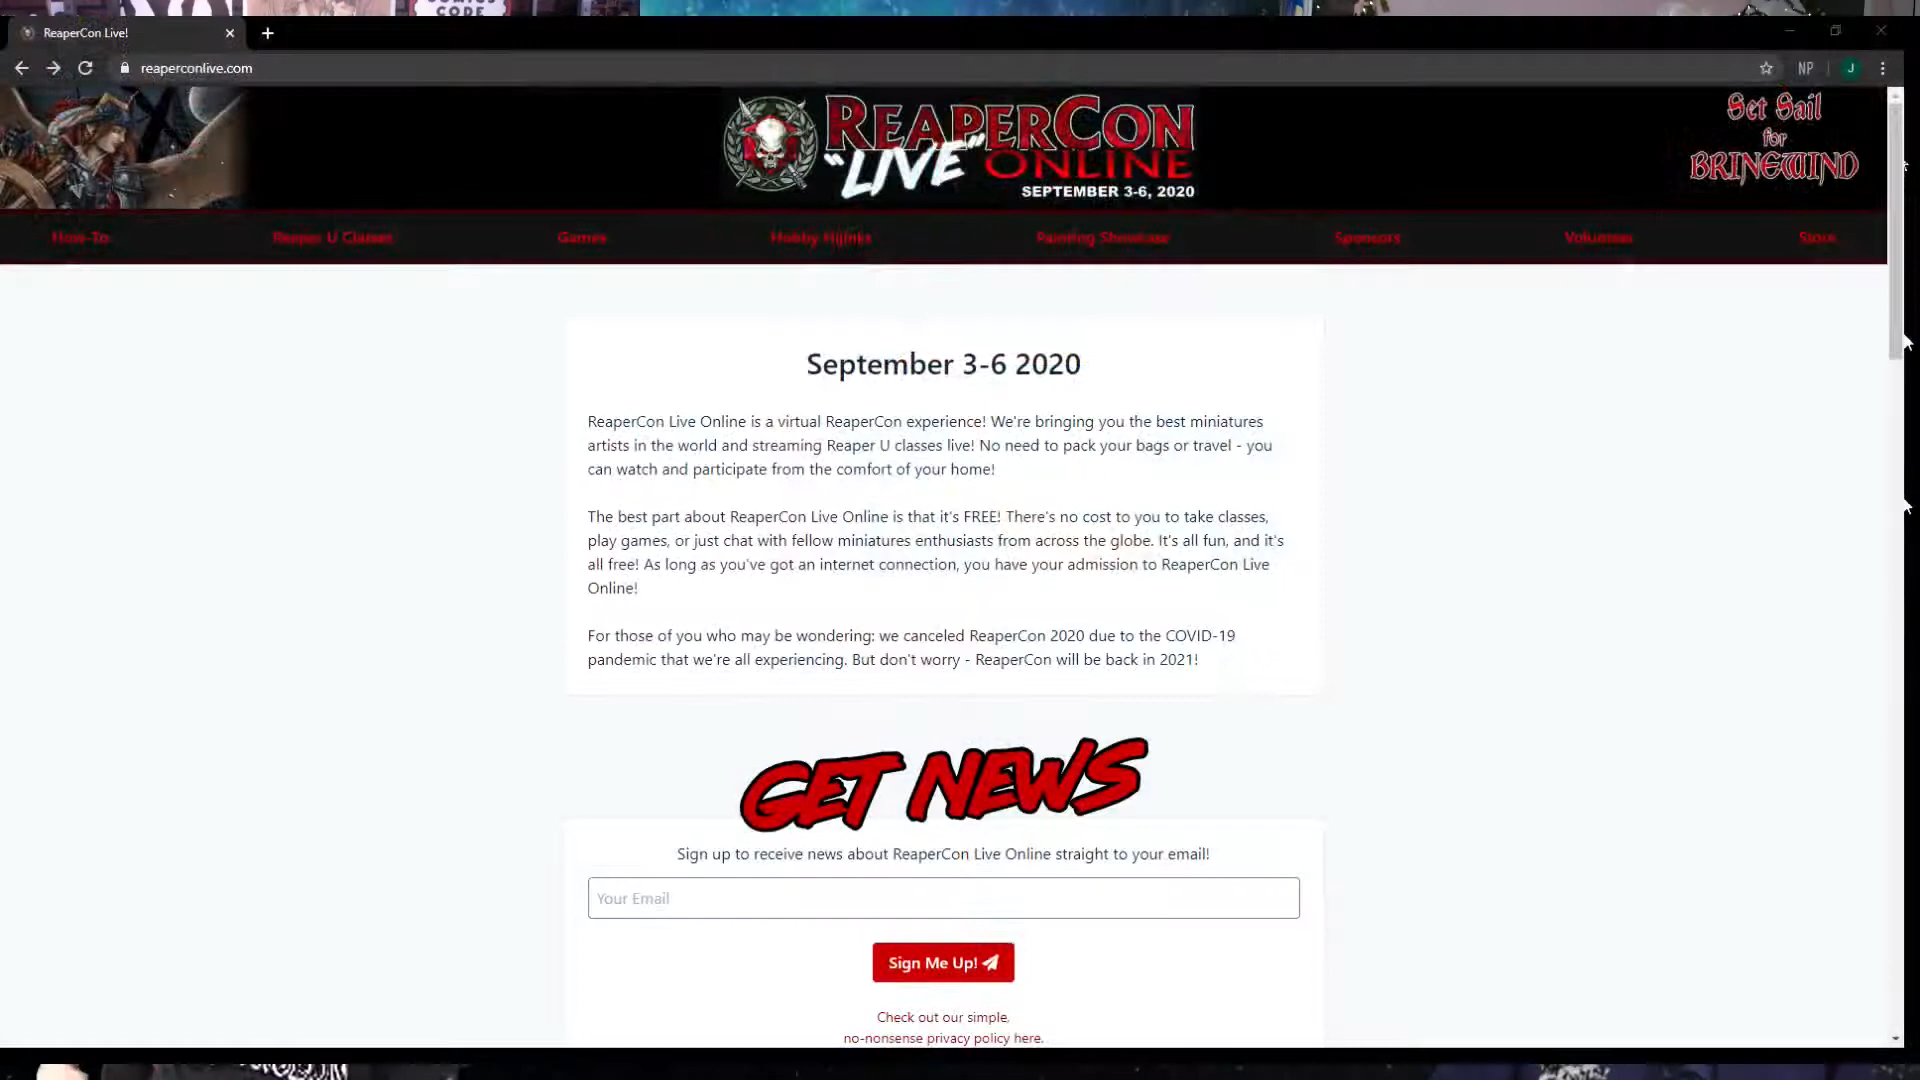 CODE
ReaperCon Live!
reaperconlive.com
NP
J
REAPERCON
"LIVE" ONLINE
SEPTEMBER 3-6, 2020
Set Sail
for
BRINEWIND
How-To
Reaper U Classes
Games
Hobby Hijinks
Painting Showcase
Sponsors
Volunteer
Store
September 3-6 2020
ReaperCon Live Online is a virtual ReaperCon experience! We're bringing you the best miniatures
artists in the world and streaming Reaper U classes live! No need to pack your bags or travel - you
can watch and participate from the comfort of your home!
The best part about ReaperCon Live Online is that it's FREE! There's no cost to you to take classes,
play games, or just chat with fellow miniatures enthusiasts from across the globe. It's all fun, and it's
all free! As long as you've got an internet connection, you have your admission to ReaperCon Live
Online!
For those of you who may be wondering: we canceled ReaperCon 2020 due to the COVID-19
pandemic that we're all experiencing. But don't worry - ReaperCon will be back in 2021!
GET NEWS
Sign up to receive news about ReaperCon Live Online straight to your email!
Your Email
Sign Me Up!
Check out our simple,
no-nonsense privacy policy here.